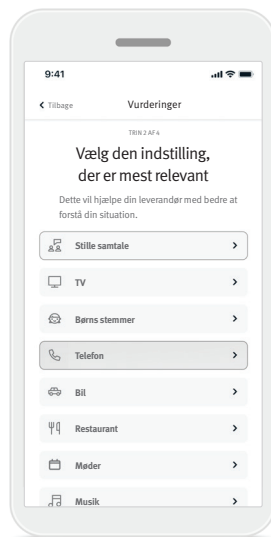 9:41
Tilbage
Vurderinger
TRIN 2 AF 4
Vælg den indstilling,
der er mest relevant
Dette vil hjælpe din leverandør med bedre at
forstå din situation.
Stille samtale
TV
Børns stemmer
Telefon
Bil
Restaurant
Møder
Musik